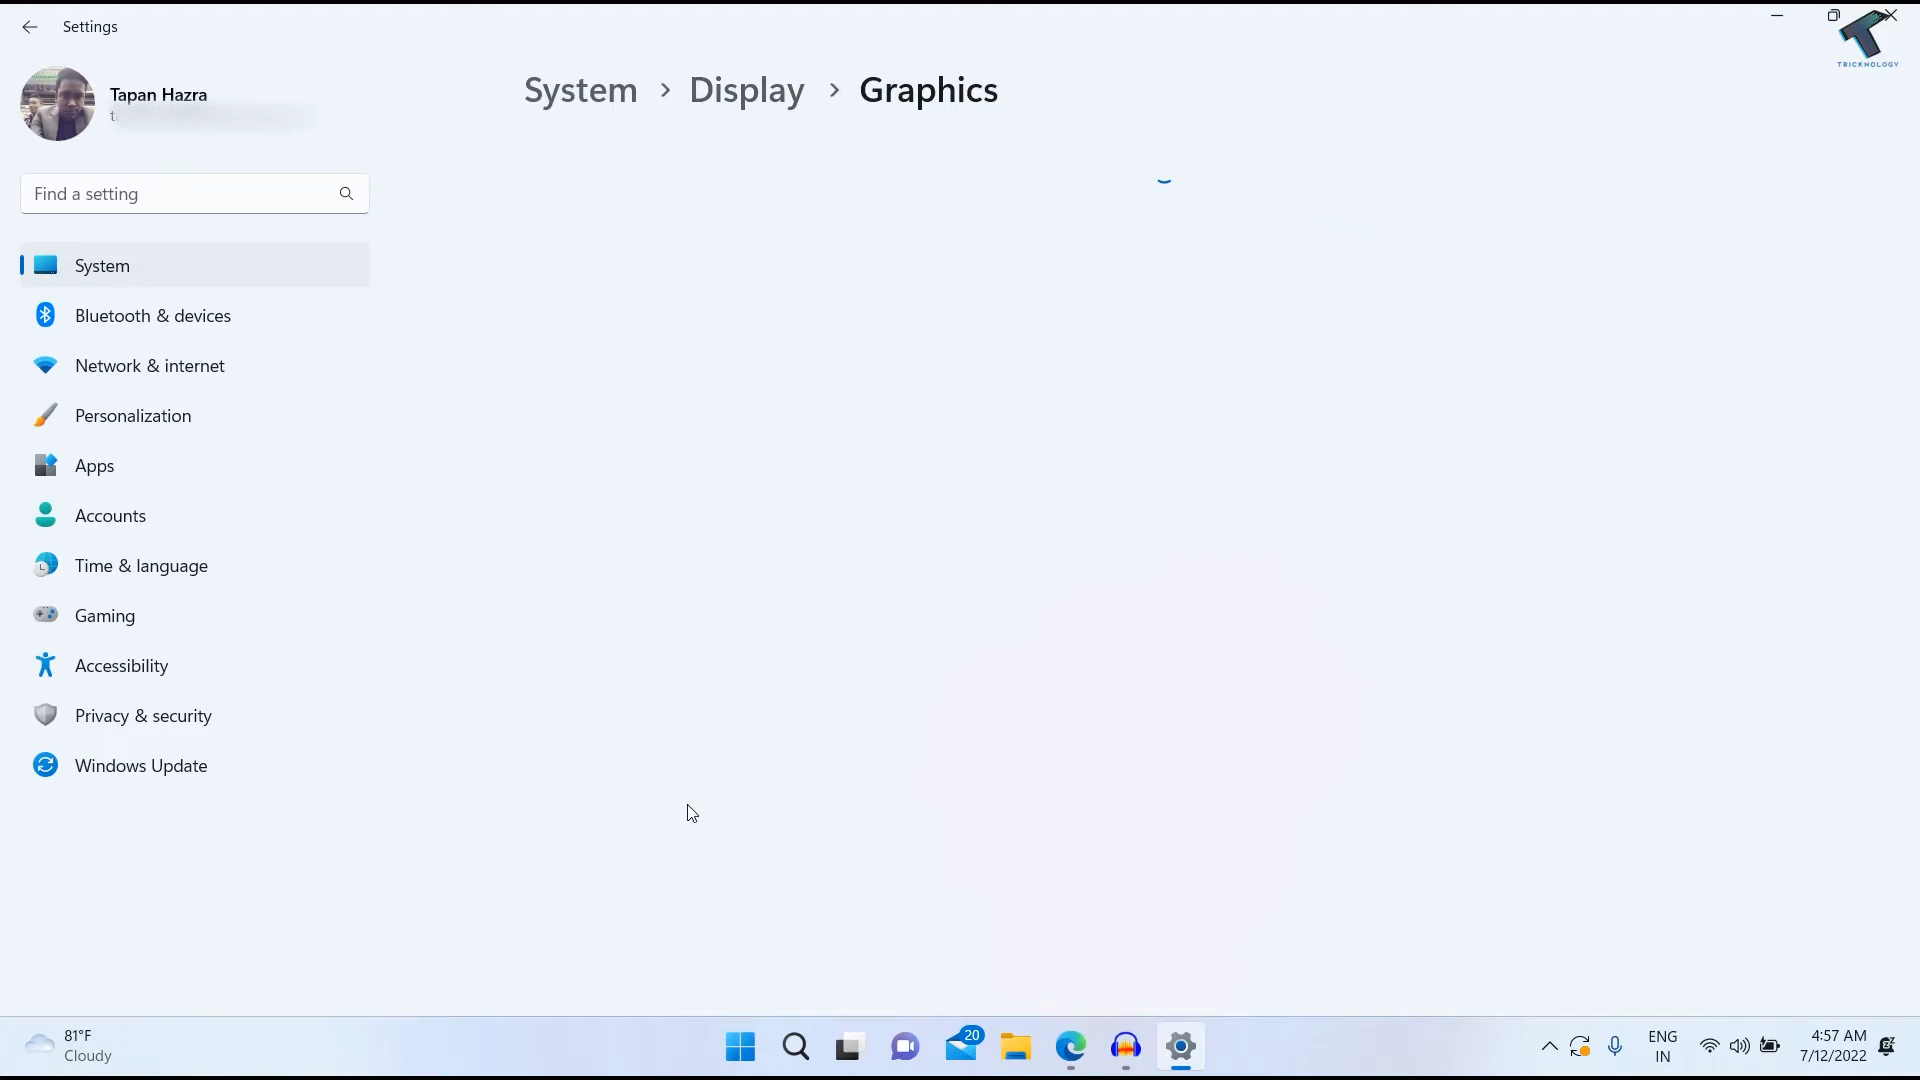 Settings
TRICKNOLOGY
Tapan Hazra
System > Display > Graphics
Find a setting
System
Bluetooth & devices
Network & internet
Personalization
Apps
Accounts
Time & language
Gaming
Accessibility
Privacy & security
Windows Update
81°F
Cloudy
20
ENG
IN
4:57 AM
7/12/2022